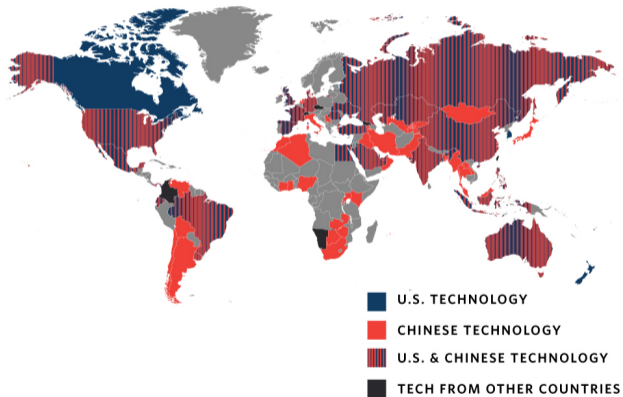 U.S. TECHNOLOGY
CHINESE TECHNOLOGY
U.S. & CHINESE TECHNOLOGY
TECH FROM OTHER COUNTRIES